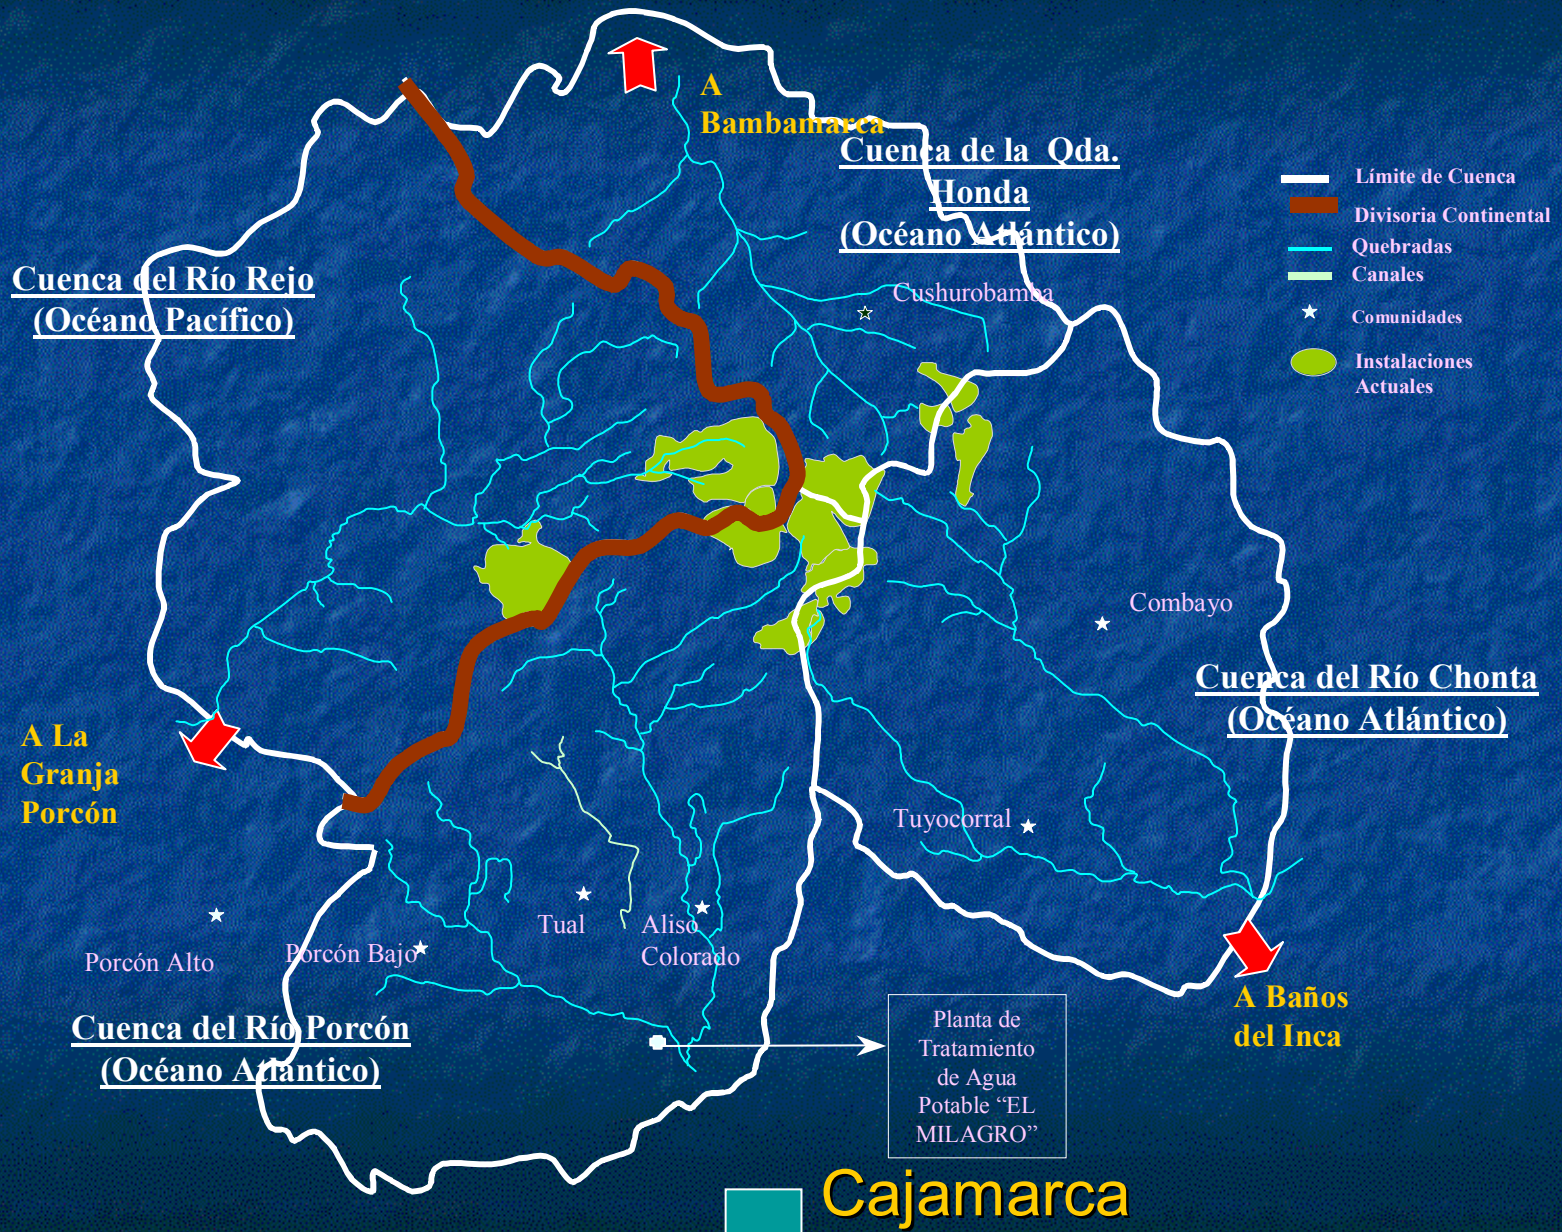 A
Bambamarca
Cuenca de la Qda.
Honda
(Océano Atlántico)
Límite de Cuenca
Divisoria Continental
Quebradas
Canales
Comunidades
Instalaciones
Actuales
Cuenca del Río Rejo
(Océano Pacífico)
Cushurobamba
Combayo
Cuenca del Río Chonta
(Océano Atlántico)
A La
Granja
Porcón
Tuyocorral
Tual
Aliso
Colorado
Porcón Alto
Porcón Bajo
A Baños
del Inca
Cuenca del Río Porcón
(Océano Atlántico)
Planta de
Tratamiento
de Agua
Potable “EL
MILAGRO”
Cajamarca